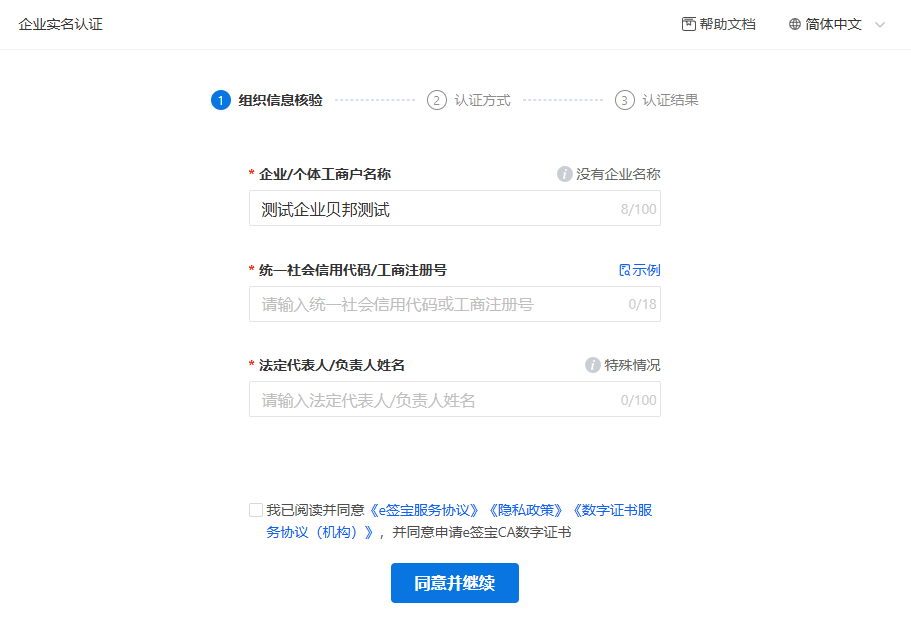 企业实名认证 帮助文档 简体中文
1 组织信息核验 2 认证方式 3 认证结果
* 企业/个体工商户名称 i 没有企业名称
测试企业贝邦测试 8/100
* 统一社会信用代码/工商注册号 示例
请输入统一社会信用代码或工商注册号 0/18
* 法定代表人/负责人姓名 i 特殊情况
请输入法定代表人/负责人姓名 0/100
我已阅读并同意《e签宝服务协议》《隐私政策》《数字证书服
务协议（机构）》，并同意申请e签宝CA数字证书
同意并继续